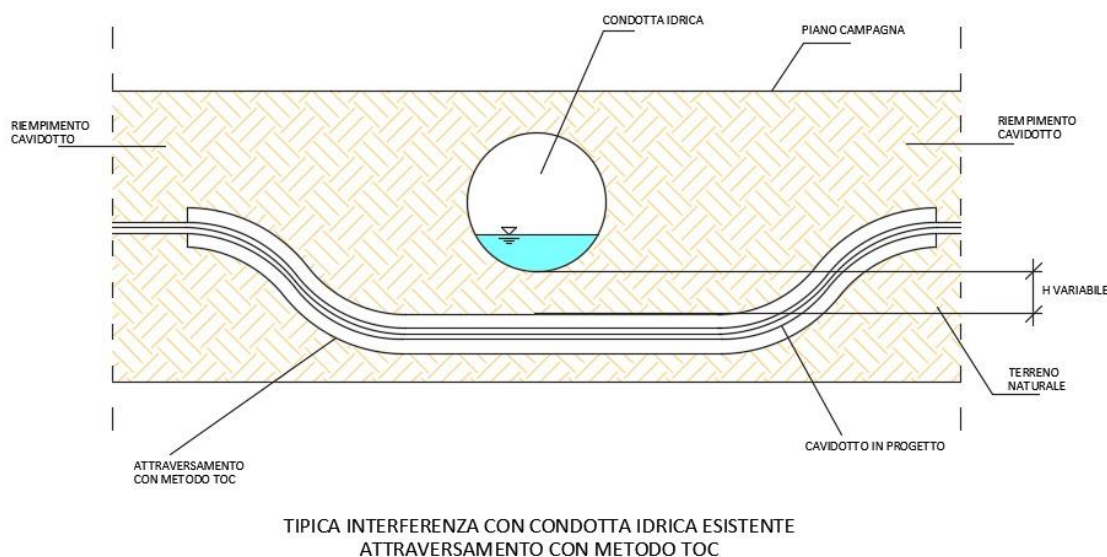 CONDOTTA IDRICA
PIANO CAMPAGNA
RIEMPIMENTO
CAVIDOTTO
RIEMPIMENTO
CAVIDOTTO
H VARIABILE
TERRENO
NATURALE
CAVIDOTTO IN PROGETTO
ATTRAVERSAMENTO
CON METODO TOC
TIPICA INTERFERENZA CON CONDOTTA IDRICA ESISTENTE
ATTRAVERSAMENTO CON METODO TOC